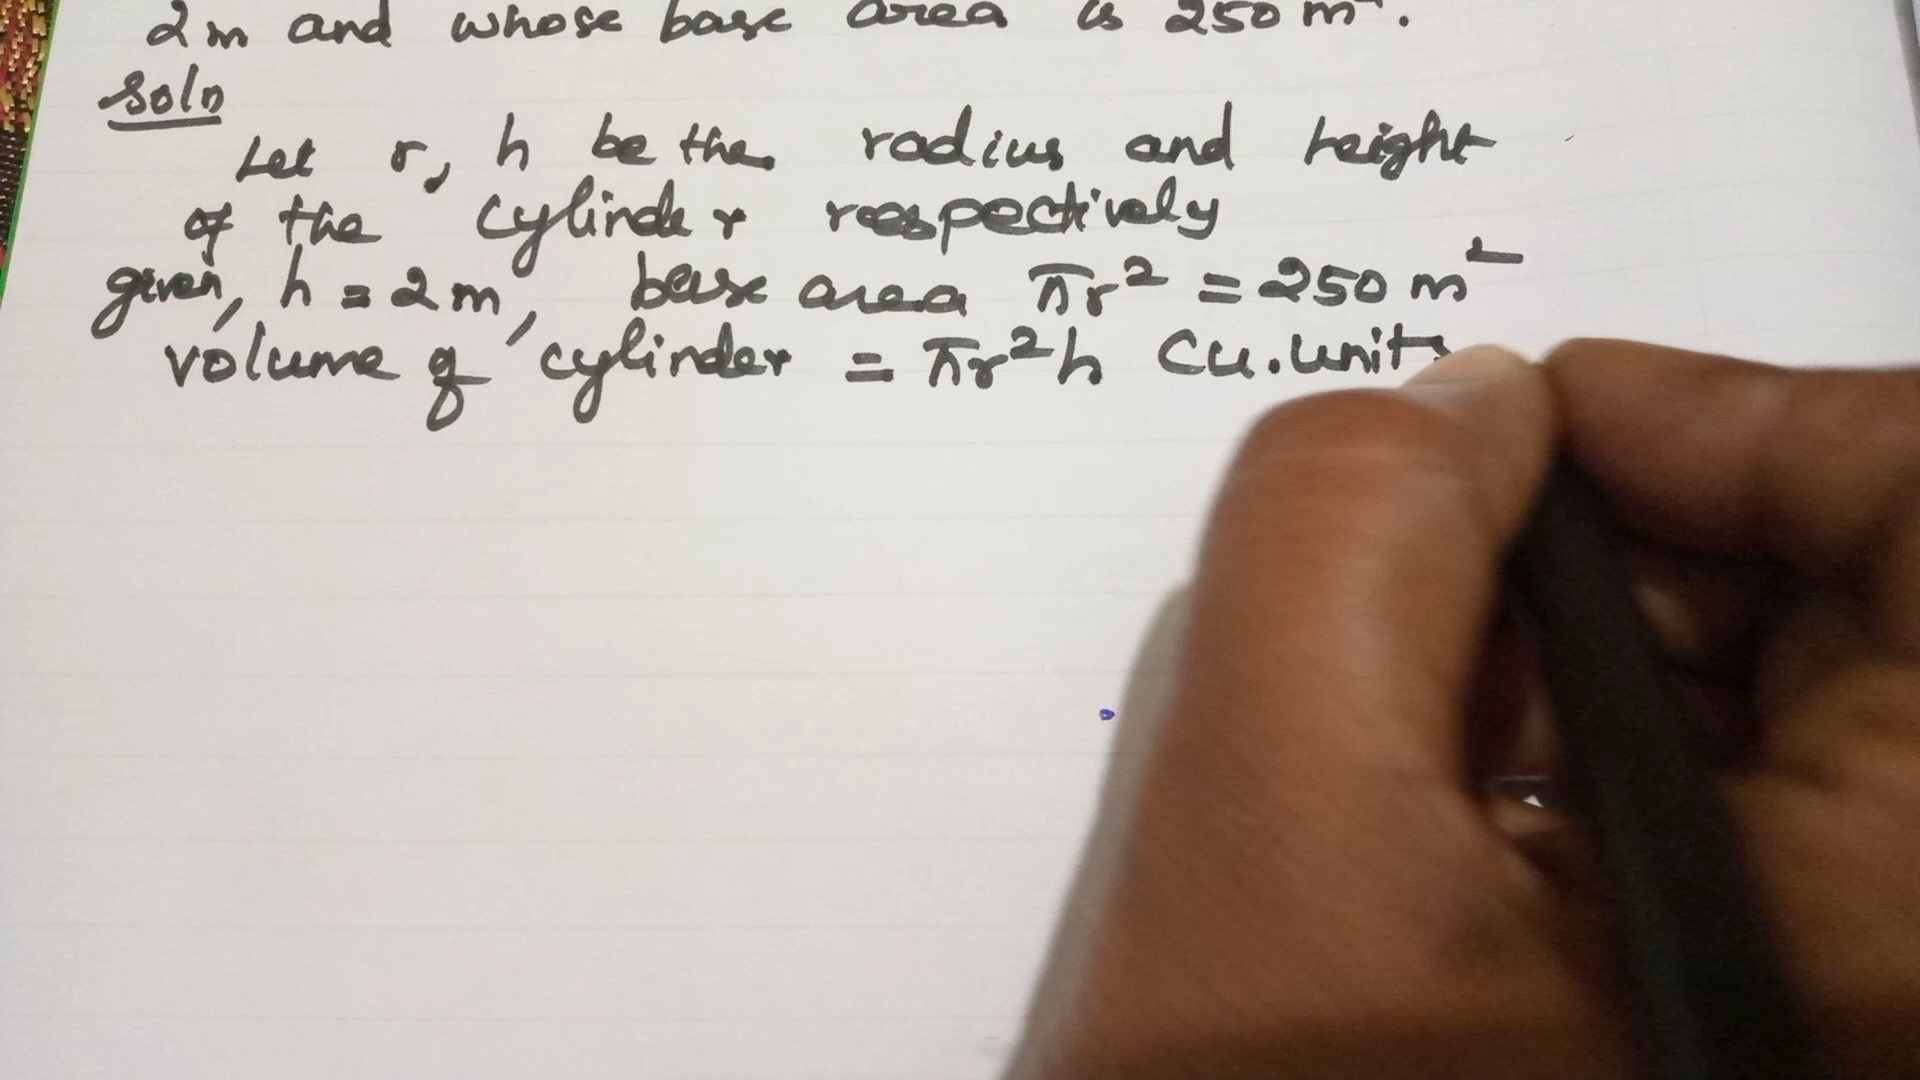 2m and whose base area is 250 m².
Soln
Let r, h be the radius and height
of the cylinder respectively
given, h = 2m, base area πr² = 250 m²
volume of cylinder = πr²h Cu.units